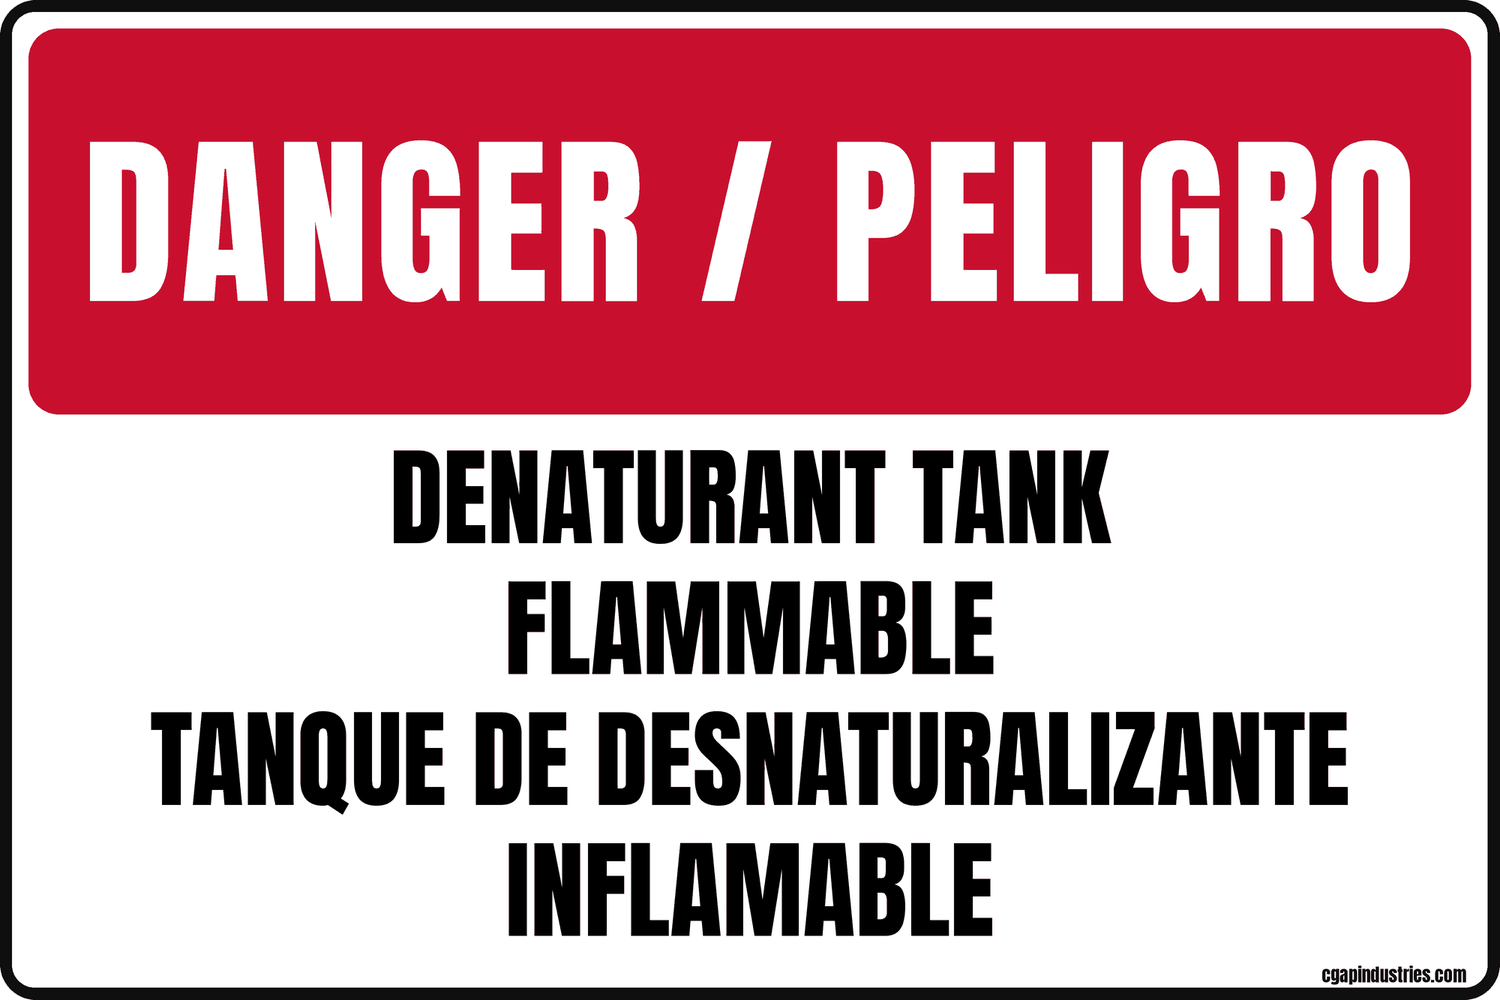 DANGER / PELIGRO
DENATURANT TANK
FLAMMABLE
TANQUE DE DESNATURALIZANTE
INFLAMABLE
cgapindustries.com